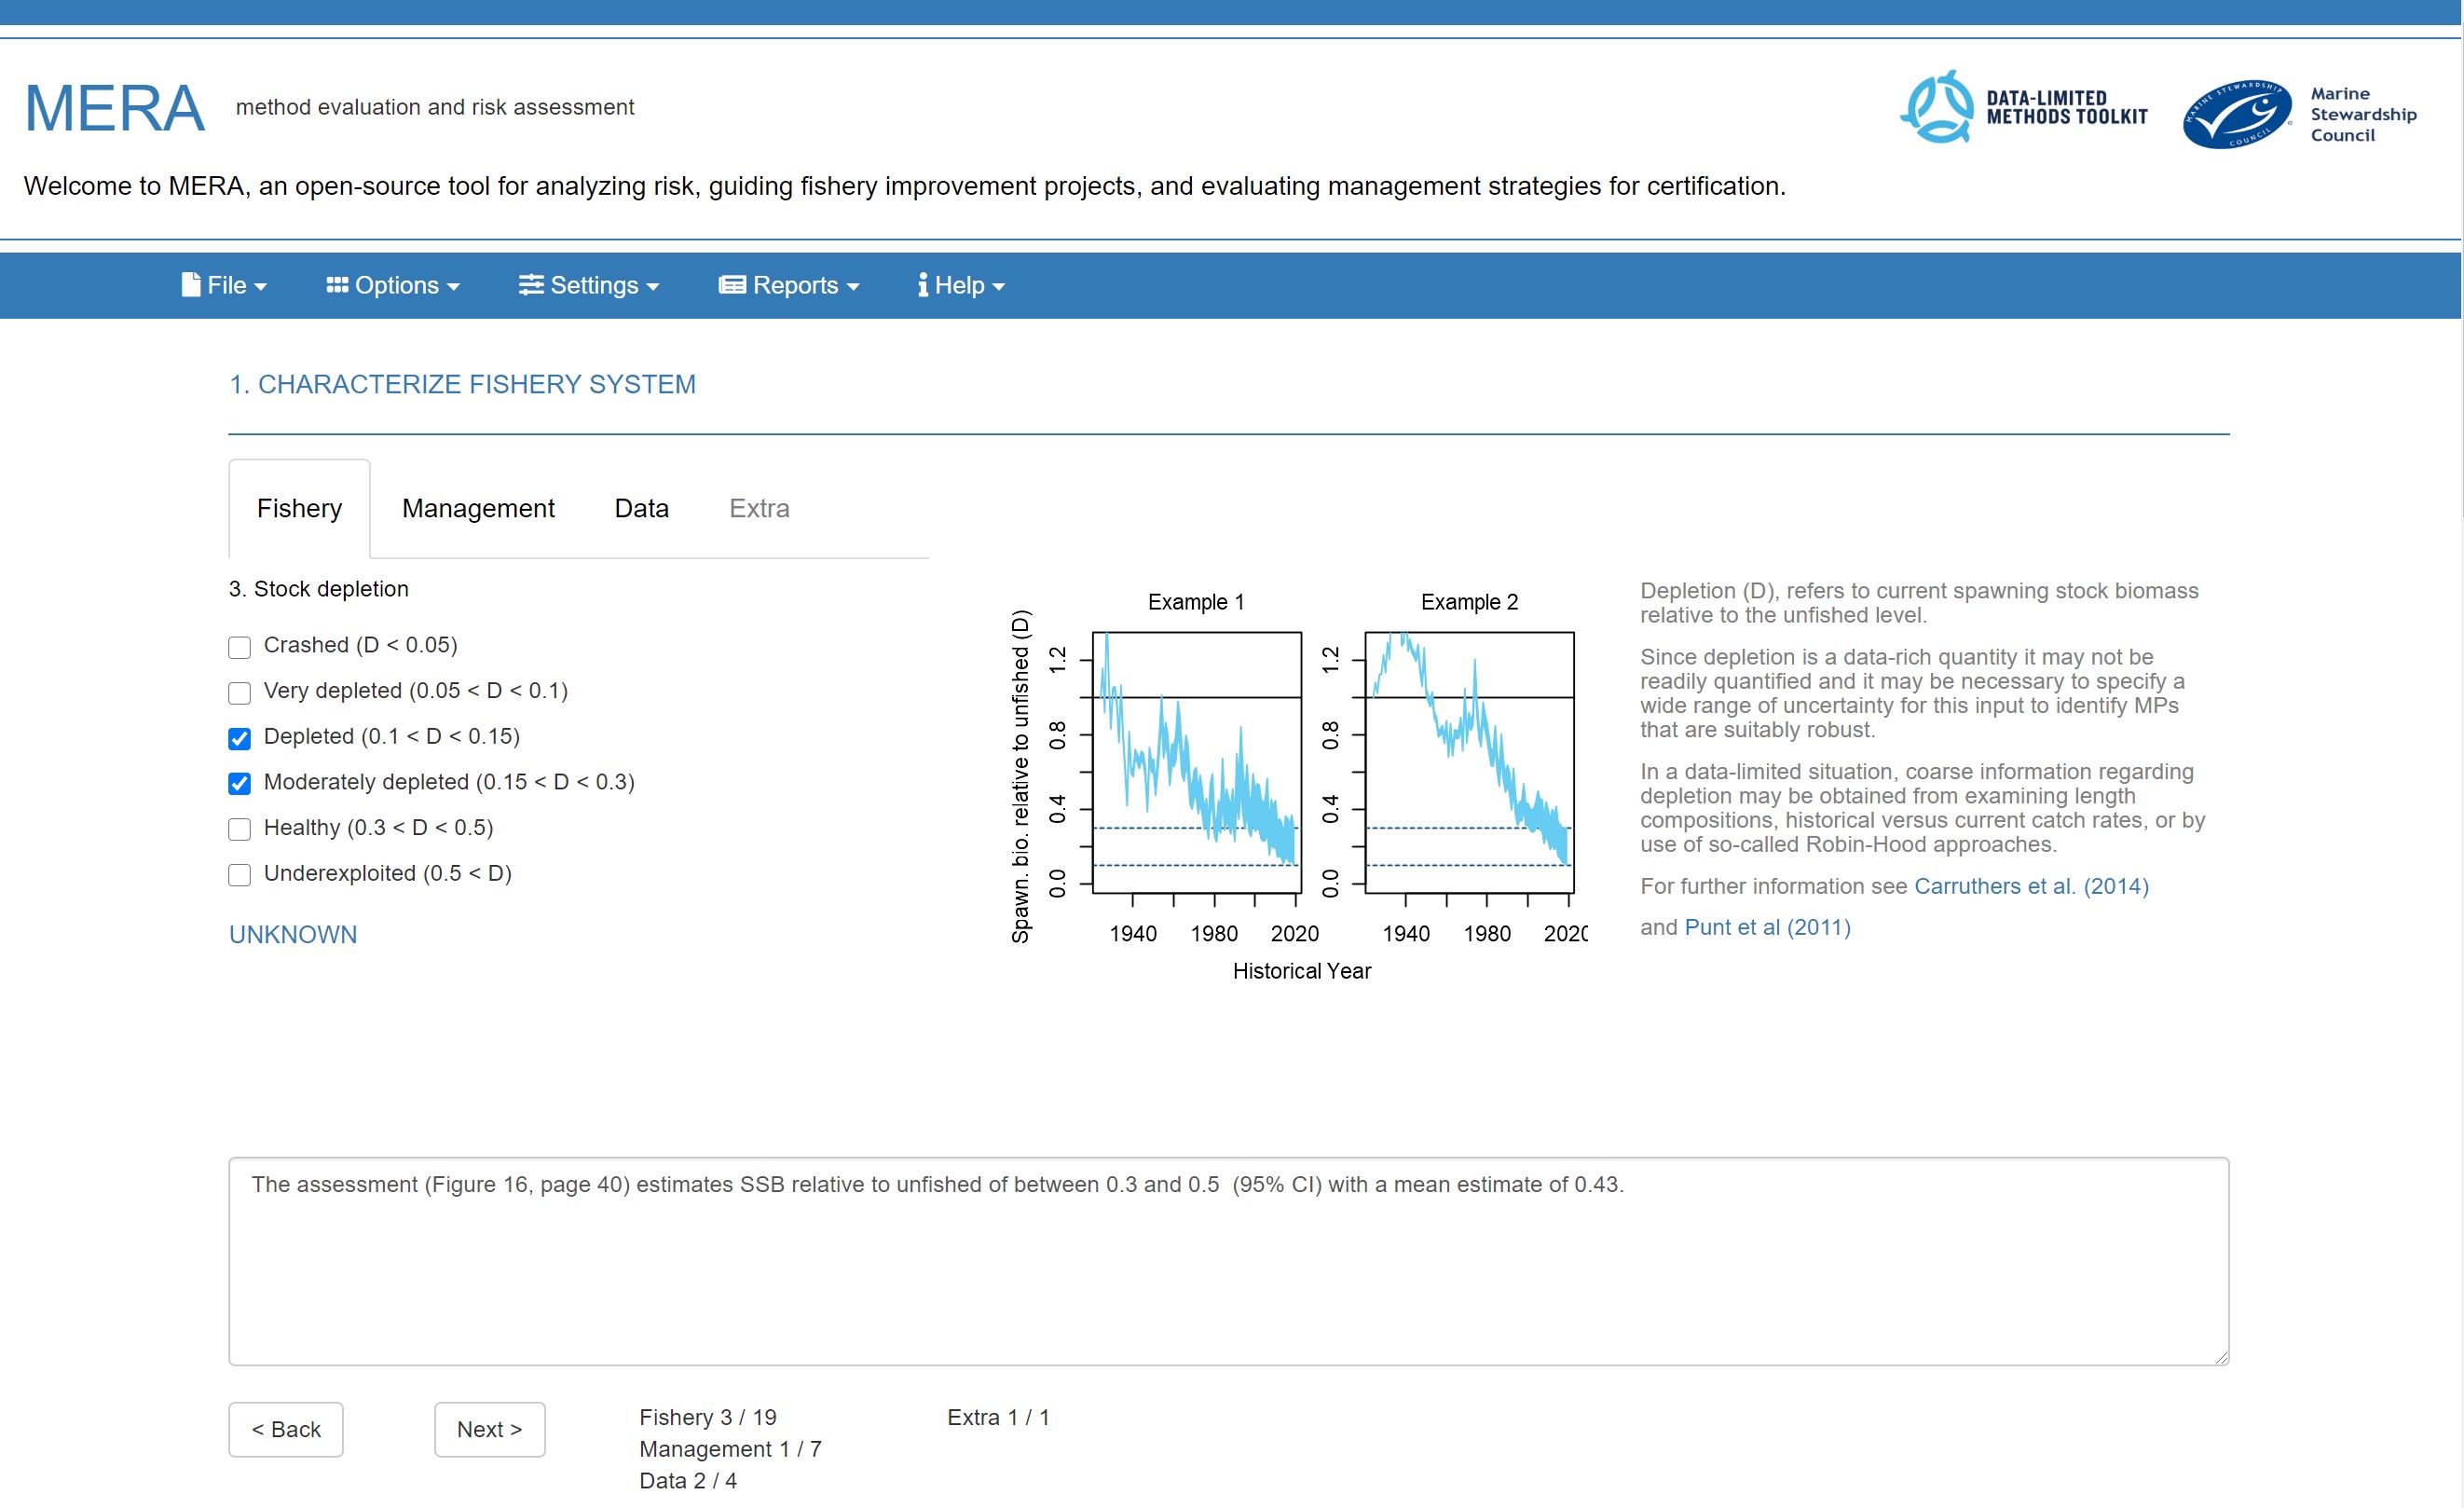 MERA method evaluation and risk assessment
DATA-LIMITED
METHODS TOOLKIT
MARINE STEWARDSHIP COUNCIL
Marine
Stewardship
Council
Welcome to MERA, an open-source tool for analyzing risk, guiding fishery improvement projects, and evaluating management strategies for certification.
File Options Settings Reports Help
1. CHARACTERIZE FISHERY SYSTEM
Fishery Management Data Extra
3. Stock depletion
Crashed (D < 0.05)
Very depleted (0.05 < D < 0.1)
Depleted (0.1 < D < 0.15)
Moderately depleted (0.15 < D < 0.3)
Healthy (0.3 < D < 0.5)
Underexploited (0.5 < D)
UNKNOWN
Spawn. bio. relative to unfished (D)
Example 1
1.2
0.8
0.4
0.0
1940 1980 2020
Example 2
1.2
0.8
0.4
0.0
1940 1980 2020
Historical Year
Depletion (D), refers to current spawning stock biomass
relative to the unfished level.
Since depletion is a data-rich quantity it may not be
readily quantified and it may be necessary to specify a
wide range of uncertainty for this input to identify MPs
that are suitably robust.
In a data-limited situation, coarse information regarding
depletion may be obtained from examining length
compositions, historical versus current catch rates, or by
use of so-called Robin-Hood approaches.
For further information see Carruthers et al. (2014)
and Punt et al (2011)
The assessment (Figure 16, page 40) estimates SSB relative to unfished of between 0.3 and 0.5  (95% CI) with a mean estimate of 0.43.
< Back Next >
Fishery 3 / 19
Management 1 / 7
Data 2 / 4
Extra 1 / 1